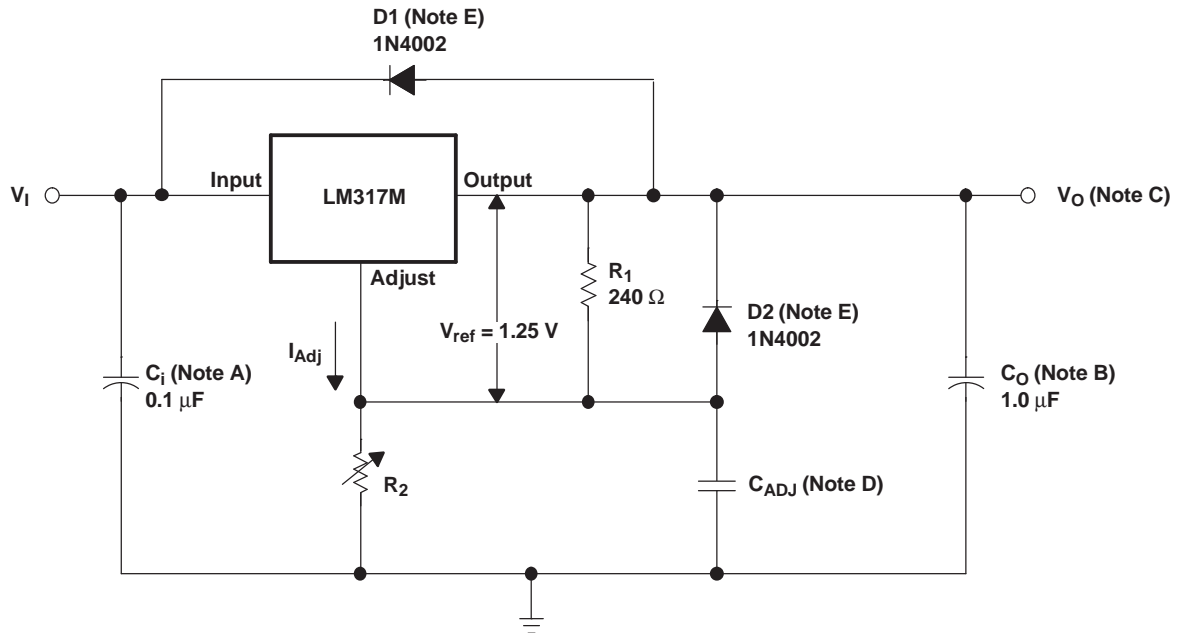 D1 (Note E)
1N4002
Input
LM317M
Output
VI
VO (Note C)
Adjust
R1
240 Ω
D2 (Note E)
1N4002
Vref = 1.25 V
IAdj
Ci (Note A)
0.1 μF
CO (Note B)
1.0 μF
R2
CADJ (Note D)